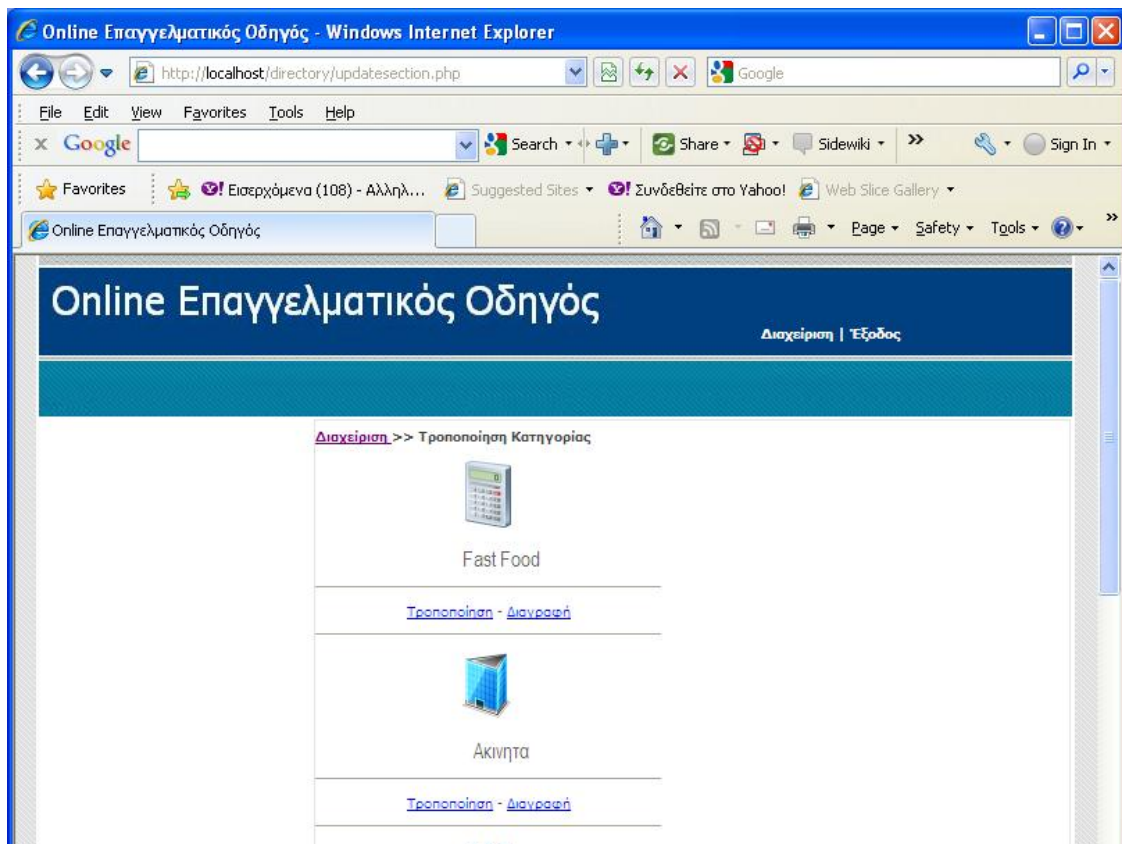 Online Επαγγελματικός Οδηγός - Windows Internet Explorer
http://localhost/directory/updatesection.php
Google
File Edit View Favorites Tools Help
x Google Search Share Sidewiki >> Sign In
Favorites Εισερχόμενα (108) - Αλληλ... Suggested Sites Συνδεθείτε στο Yahoo! Web Slice Gallery
Online Επαγγελματικός Οδηγός Page Safety Tools >>
Online Επαγγελματικός Οδηγός
Διαχείριση | Έξοδος
Διαχείριση >> Τροποποίηση Κατηγορίας
Fast Food
Τροποποίηση - Διαγραφή
Ακινητα
Τροποποίηση - Διαγραφή